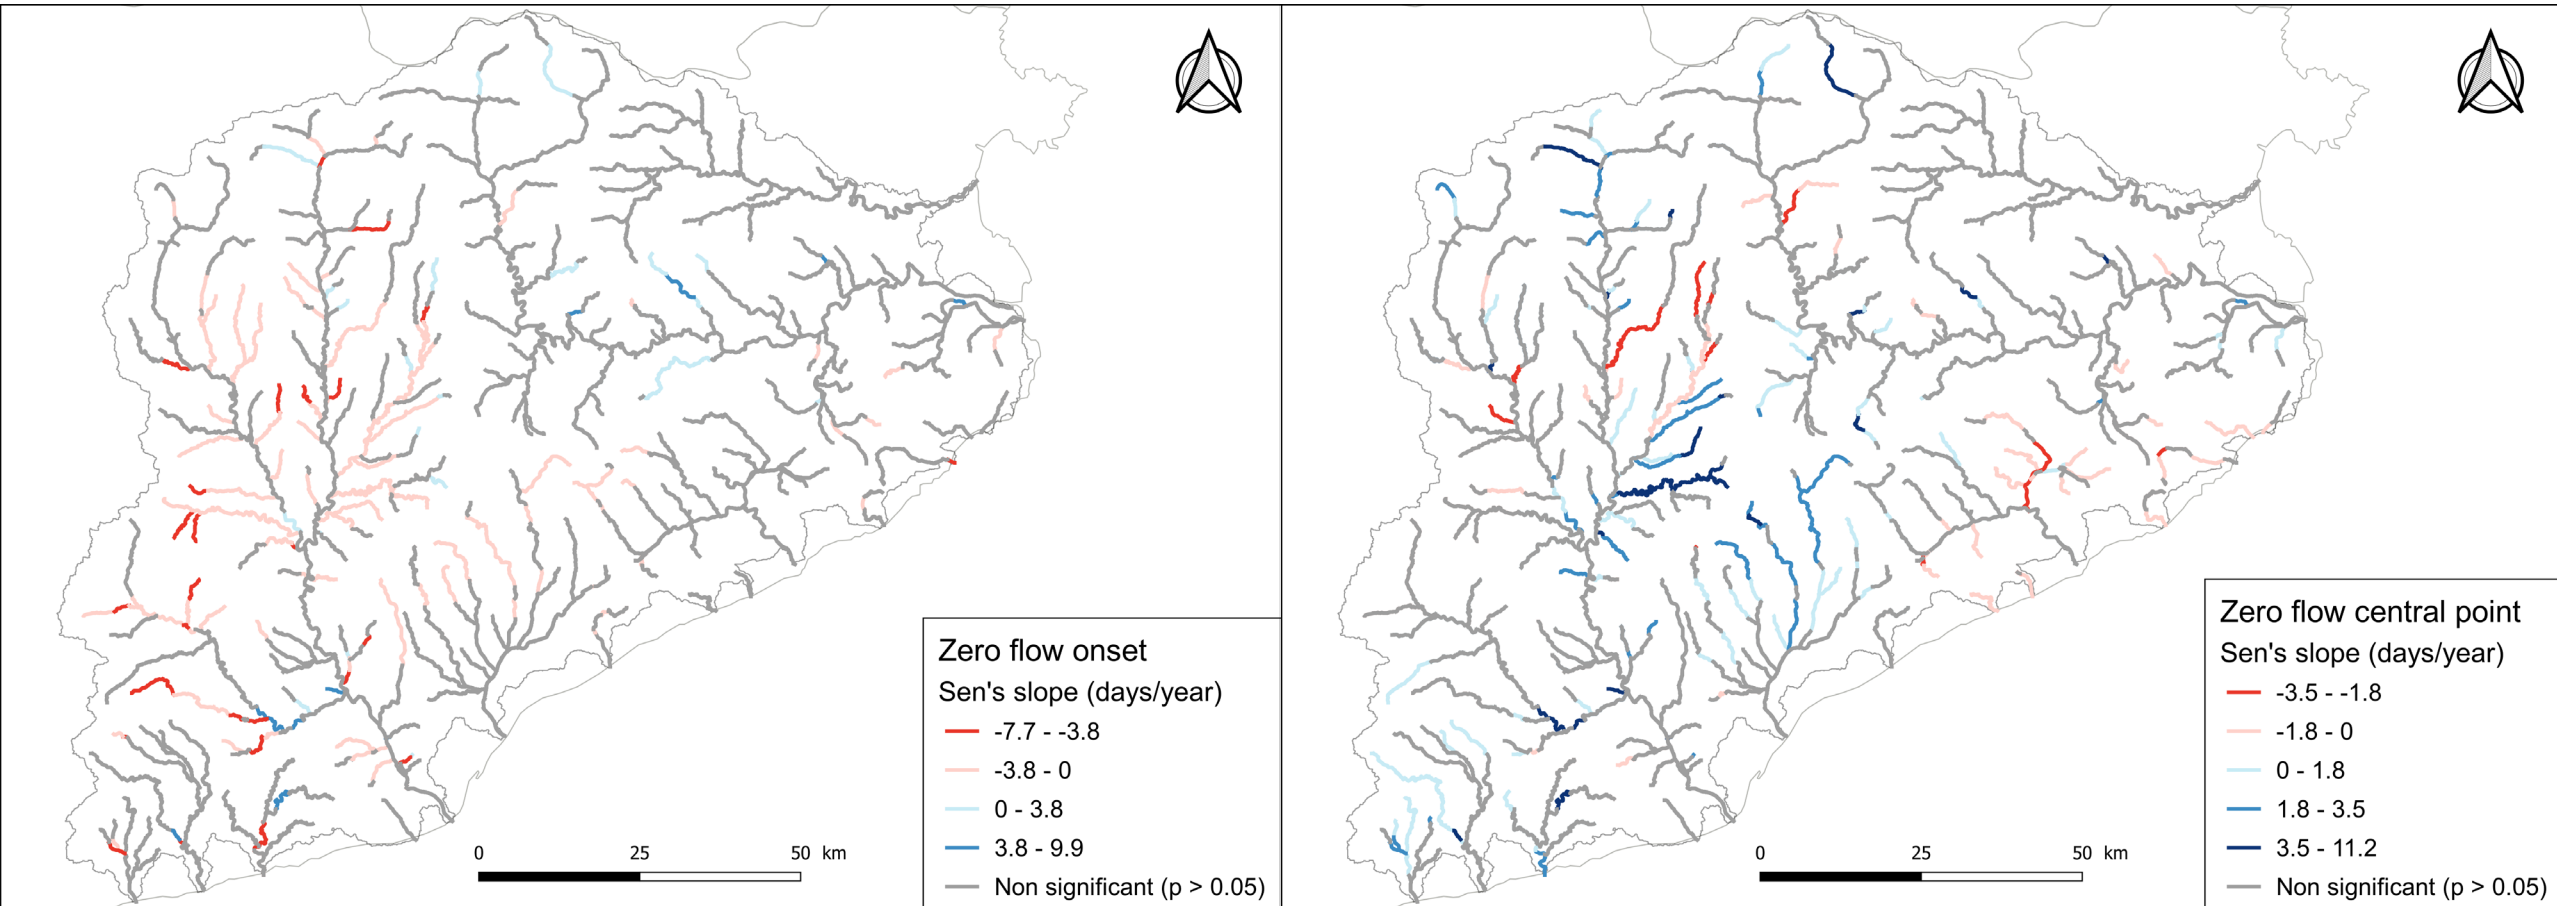 Zero flow onset
Sen's slope (days/year)
-7.7 - -3.8
-3.8 - 0
0 - 3.8
3.8 - 9.9
Non significant (p > 0.05)
0 25 50 km
Zero flow central point
Sen's slope (days/year)
-3.5 - -1.8
-1.8 - 0
0 - 1.8
1.8 - 3.5
3.5 - 11.2
Non significant (p > 0.05)
0 25 50 km